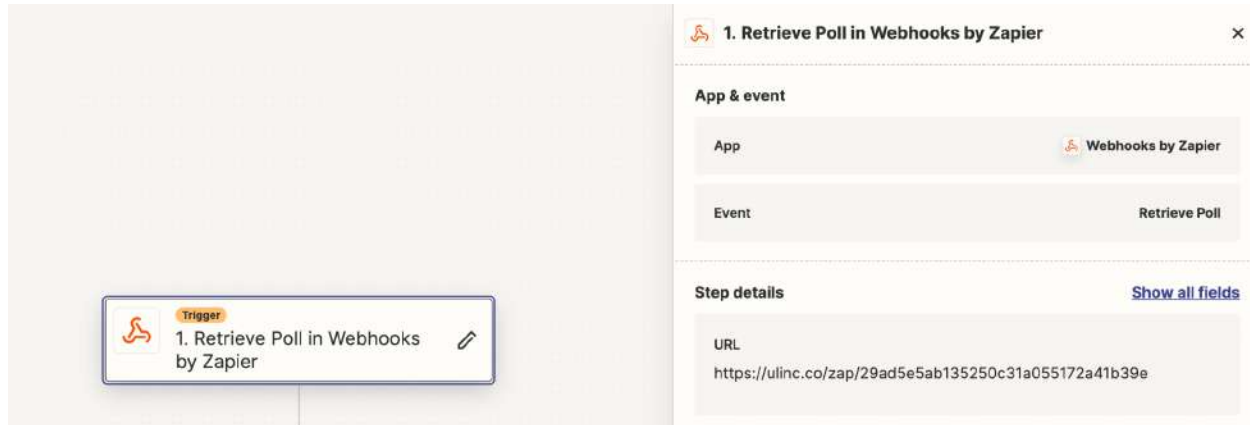 1. Retrieve Poll in Webhooks by Zapier
App & event
App
Webhooks by Zapier
Event
Retrieve Poll
Step details
Show all fields
URL
https://ulinc.co/zap/29ad5e5ab135250c31a055172a41b39e
Trigger
1. Retrieve Poll in Webhooks
by Zapier